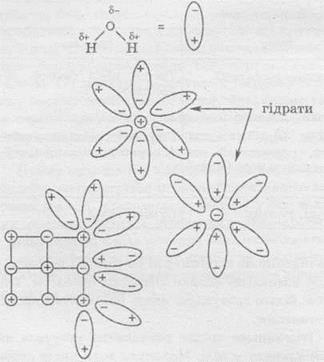 δ−
δ+ O δ+ =
H H
гідрати
+ − +
− + −
+ − +